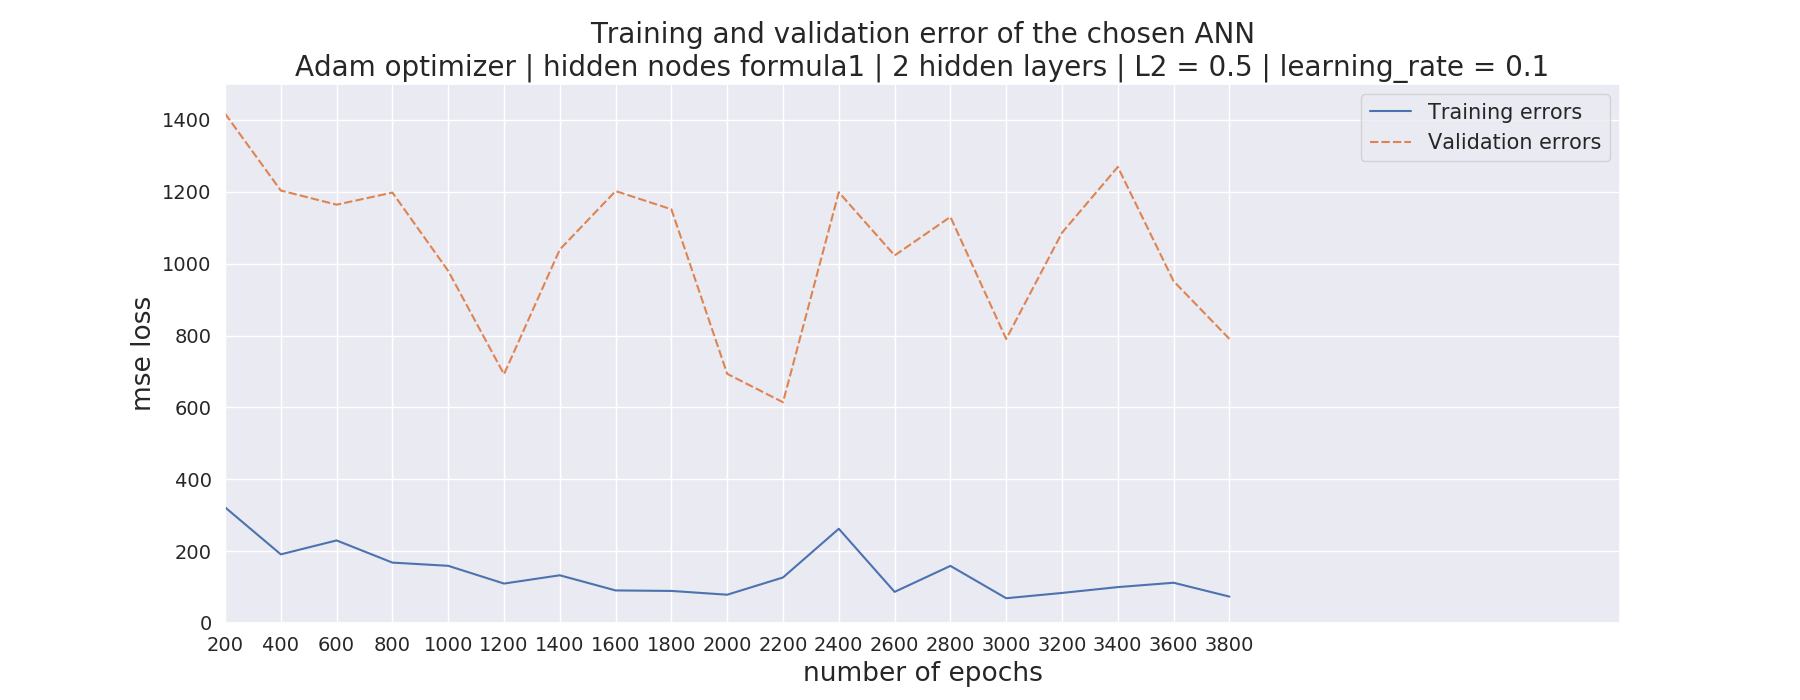 Training and validation error of the chosen ANN
Adam optimizer | hidden nodes formula1 | 2 hidden layers | L2 = 0.5 | learning_rate = 0.1
Training errors
Validation errors
1400
1200
1000
800
600
400
200
0
mse loss
200 400 600 800 1000 1200 1400 1600 1800 2000 2200 2400 2600 2800 3000 3200 3400 3600 3800
number of epochs